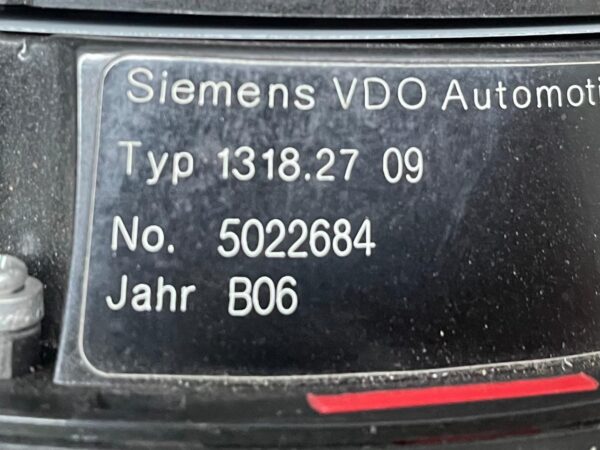 Siemens VDO Automoti
Typ 1318.27 09
No. 5022684
Jahr B06